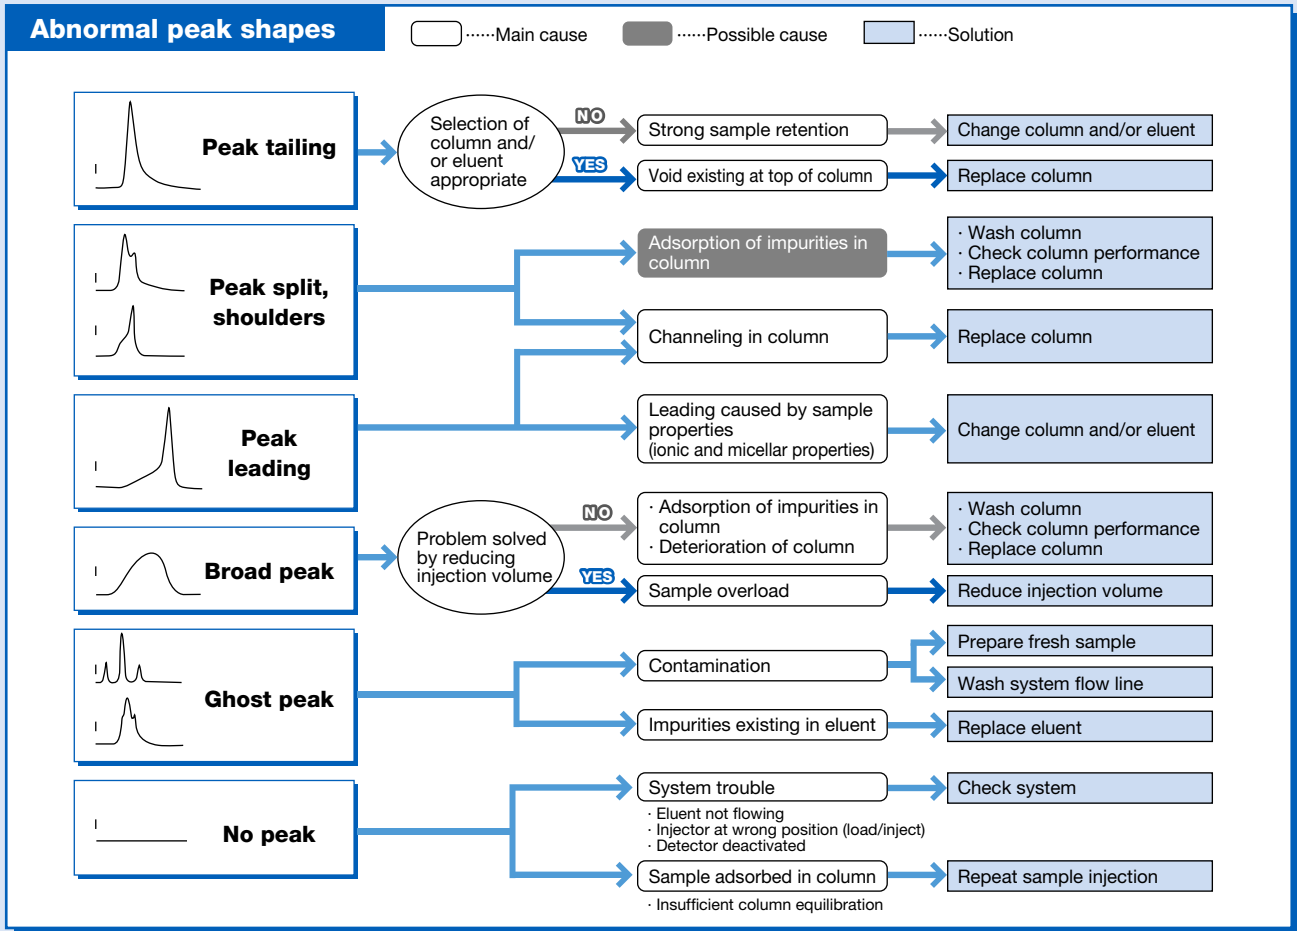 Abnormal peak shapes
······Main cause
······Possible cause
······Solution
Peak tailing
Selection of
column and/
or eluent
appropriate
NO
Strong sample retention
Change column and/or eluent
YES
Void existing at top of column
Replace column
Peak split,
shoulders
Adsorption of impurities in
column
· Wash column
· Check column performance
· Replace column
Channeling in column
Replace column
Peak
leading
Leading caused by sample
properties
(ionic and micellar properties)
Change column and/or eluent
Broad peak
Problem solved
by reducing
injection volume
NO
· Adsorption of impurities in
column
· Deterioration of column
· Wash column
· Check column performance
· Replace column
YES
Sample overload
Reduce injection volume
Ghost peak
Contamination
Prepare fresh sample
Wash system flow line
Impurities existing in eluent
Replace eluent
No peak
System trouble
· Eluent not flowing
· Injector at wrong position (load/inject)
· Detector deactivated
Check system
Sample adsorbed in column
· Insufficient column equilibration
Repeat sample injection